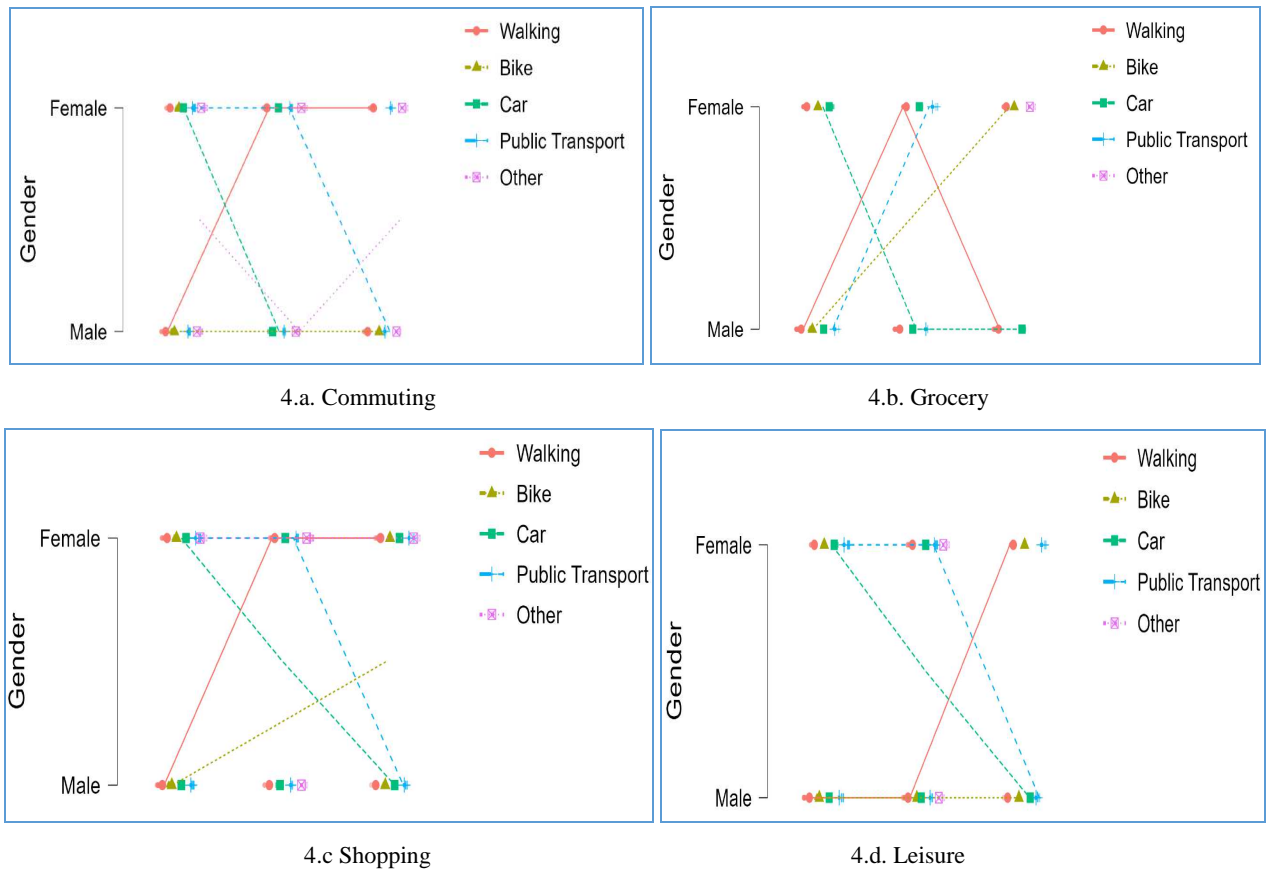 Walking
Bike
Female
Car
Public Transport
Other
Gender
Male
4.a. Commuting
Walking
Bike
Female
Car
Public Transport
Other
Gender
Male
4.b. Grocery
Walking
Bike
Female
Car
Public Transport
Other
Gender
Male
4.c Shopping
Walking
Bike
Female
Car
Public Transport
Other
Gender
Male
4.d. Leisure